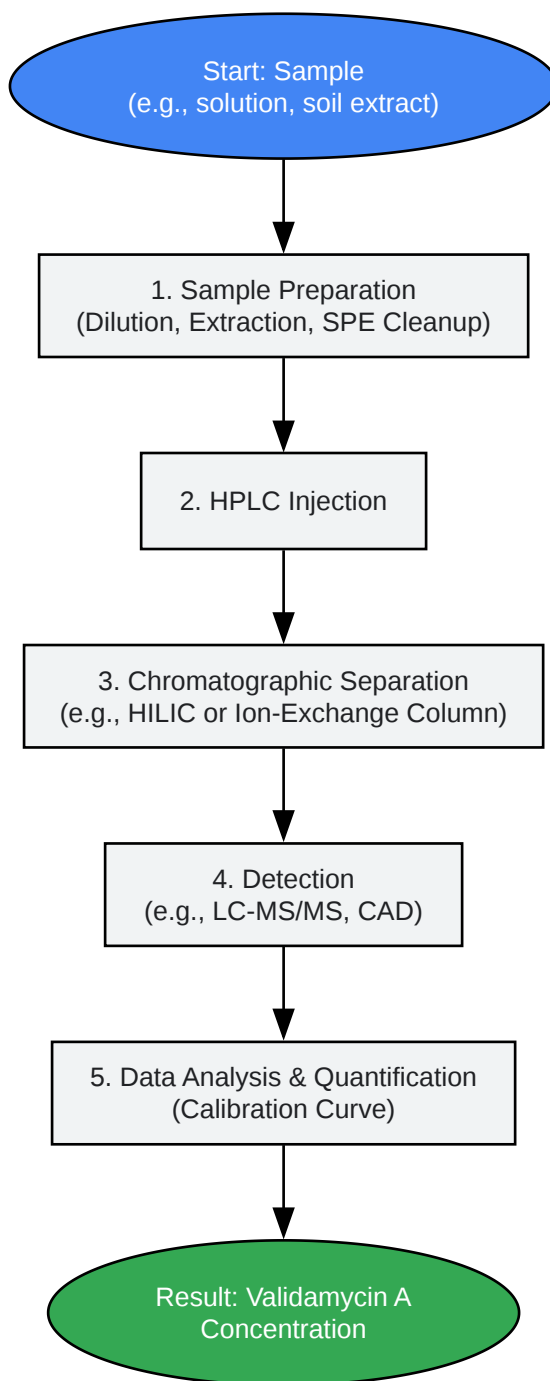 Start: Sample
(e.g., solution, soil extract)
1. Sample Preparation
(Dilution, Extraction, SPE Cleanup)
2. HPLC Injection
3. Chromatographic Separation
(e.g., HILIC or Ion-Exchange Column)
4. Detection
(e.g., LC-MS/MS, CAD)
5. Data Analysis & Quantification
(Calibration Curve)
Result: Validamycin A
Concentration